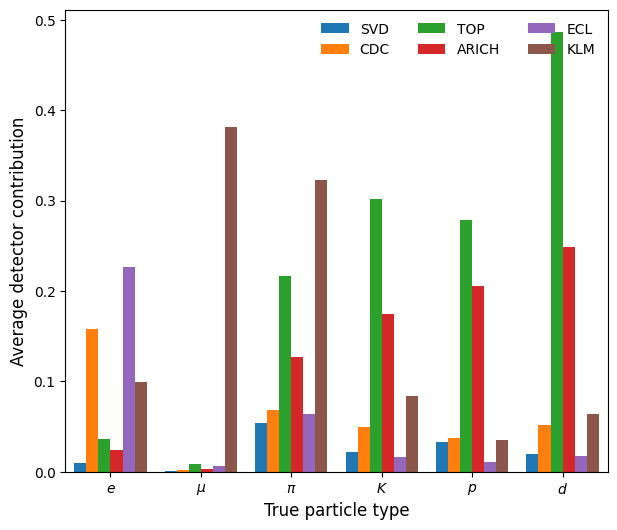 SVD TOP ECL
CDC ARICH KLM
0.5
0.4
0.3
0.2
0.1
0.0
Average detector contribution
e μ π K p d
True particle type